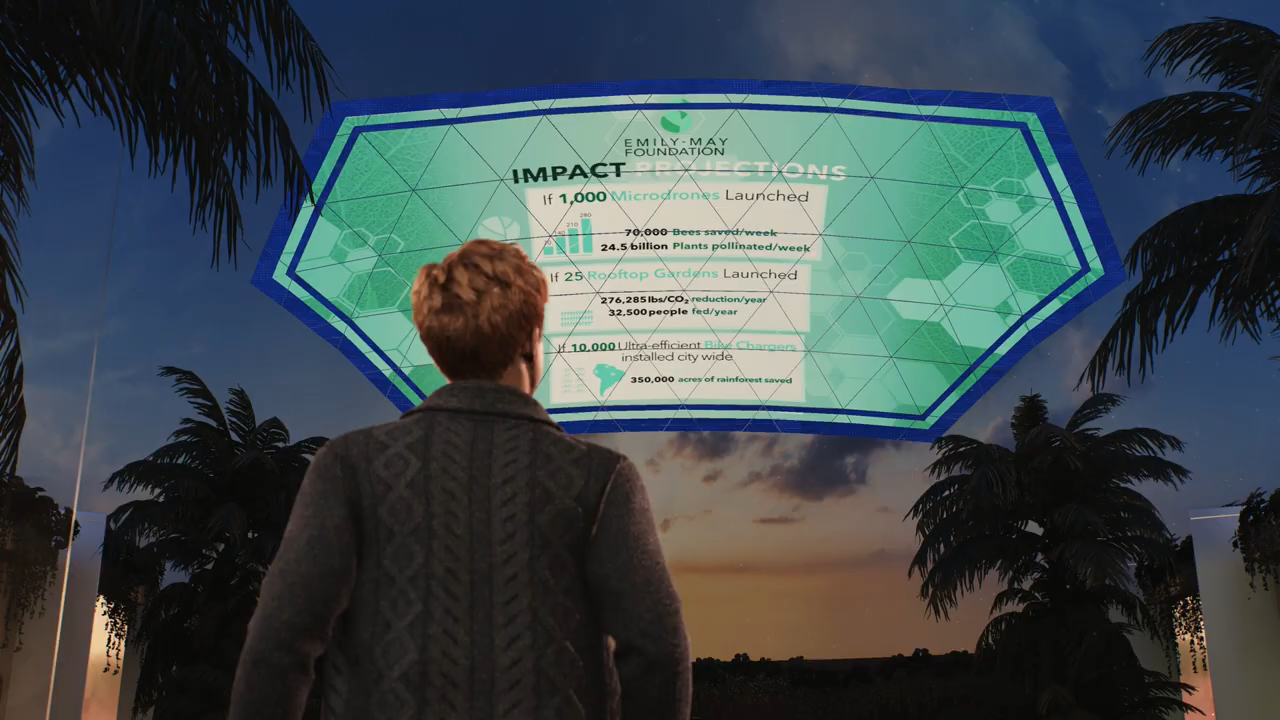 EMILY-MAY
FOUNDATION
IMPACT PROJECTIONS
If 1,000 Microdrones Launched
280
210
70,000 Bees saved/week
24.5 billion Plants pollinated/week
If 25 Rooftop Gardens Launched
276,285 lbs/CO₂ reduction/year
32,500 people fed/year
If 10,000 Ultra-efficient Bike Chargers
installed city wide
350,000 acres of rainforest saved